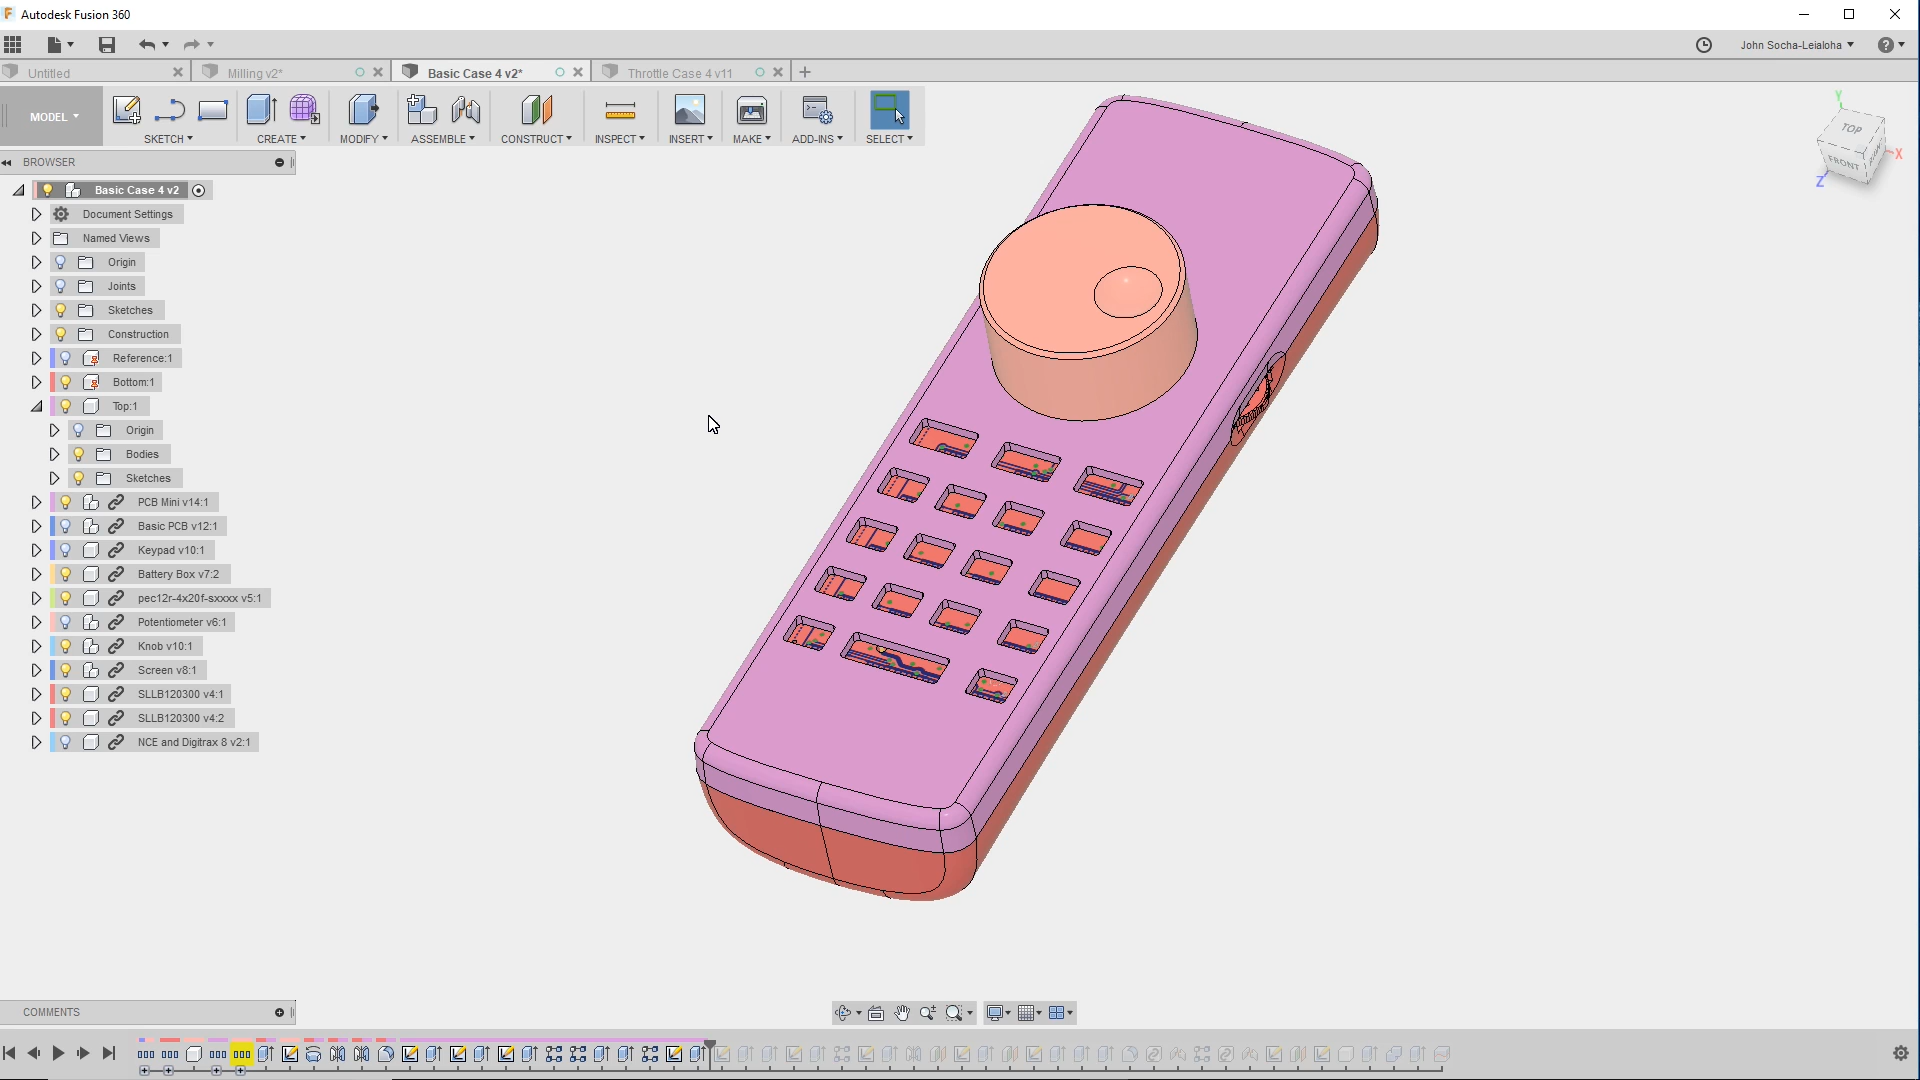 Autodesk Fusion 360
John Socha-Leialoha
Untitled
Milling v2*
Basic Case 4 v2*
Throttle Case 4 v11
MODEL
SKETCH
CREATE
MODIFY
ASSEMBLE
CONSTRUCT
INSPECT
INSERT
MAKE
ADD-INS
SELECT
Y
TOP
FRONT
X
Z
BROWSER
Basic Case 4 v2
Document Settings
Named Views
Origin
Joints
Sketches
Construction
Reference:1
Bottom:1
Top:1
Origin
Bodies
Sketches
PCB Mini v14:1
Basic PCB v12:1
Keypad v10:1
Battery Box v7:2
pec12r-4x20f-sxxxx v5:1
Potentiometer v6:1
Knob v10:1
Screen v8:1
SLLB120300 v4:1
SLLB120300 v4:2
NCE and Digitrax 8 v2:1
COMMENTS